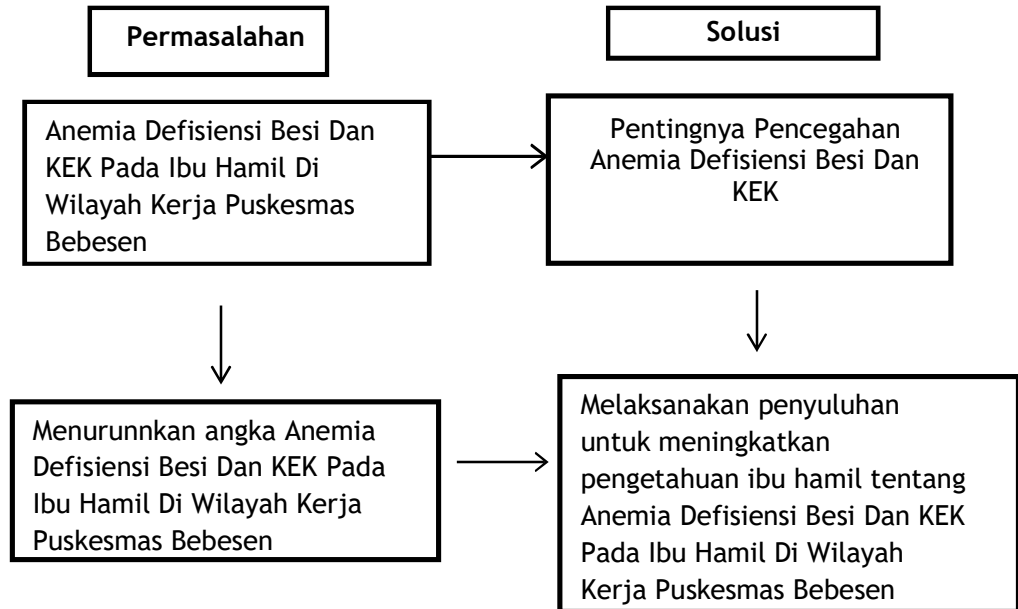 Permasalahan
Solusi
Anemia Defisiensi Besi Dan
KEK Pada Ibu Hamil Di
Wilayah Kerja Puskesmas
Bebesen
Pentingnya Pencegahan
Anemia Defisiensi Besi Dan
KEK
Menurunnkan angka Anemia
Defisiensi Besi Dan KEK Pada
Ibu Hamil Di Wilayah Kerja
Puskesmas Bebesen
Melaksanakan penyuluhan
untuk meningkatkan
pengetahuan ibu hamil tentang
Anemia Defisiensi Besi Dan KEK
Pada Ibu Hamil Di Wilayah
Kerja Puskesmas Bebesen